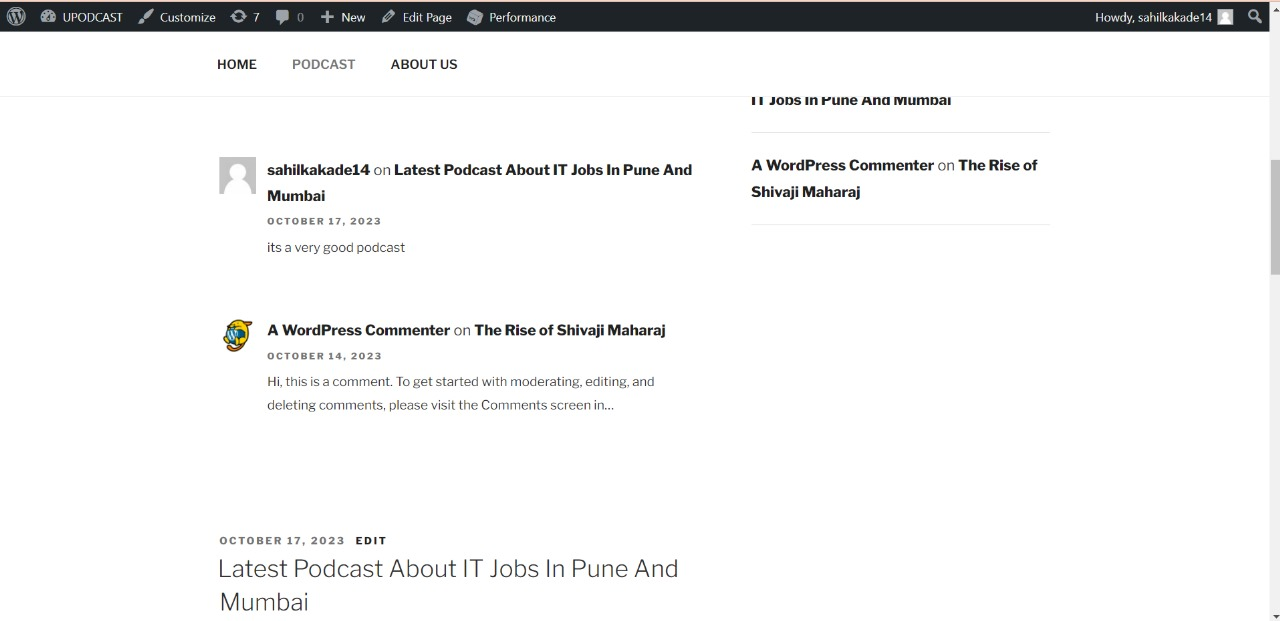 UPODCAST Customize 7 0 New Edit Page Performance Howdy, sahilkakade14
HOME PODCAST ABOUT US
IT Jobs In Pune And Mumbai
sahilkakade14 on Latest Podcast About IT Jobs In Pune And
Mumbai
OCTOBER 17, 2023
its a very good podcast
A WordPress Commenter on The Rise of Shivaji Maharaj
OCTOBER 14, 2023
Hi, this is a comment. To get started with moderating, editing, and
deleting comments, please visit the Comments screen in…
A WordPress Commenter on The Rise of
Shivaji Maharaj
OCTOBER 17, 2023 EDIT
Latest Podcast About IT Jobs In Pune And
Mumbai